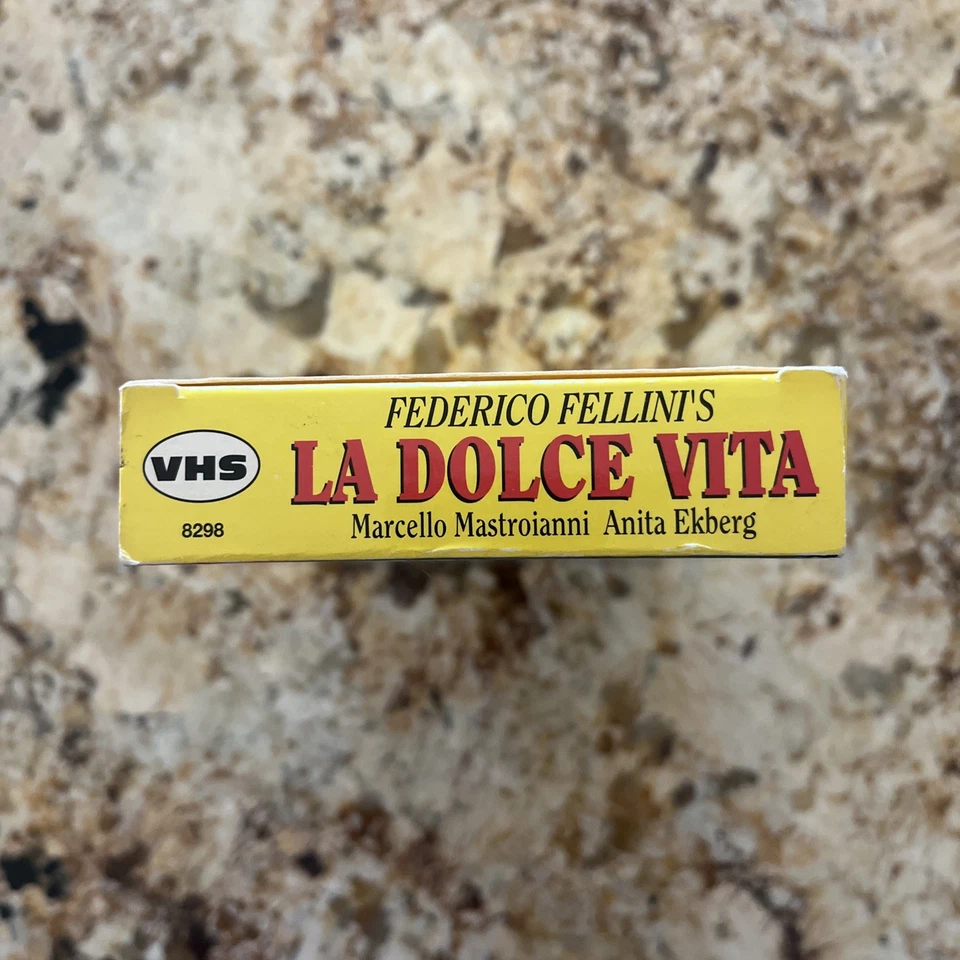 FEDERICO FELLINI'S
LA DOLCE VITA
VHS
8298
Marcello Mastroianni Anita Ekberg